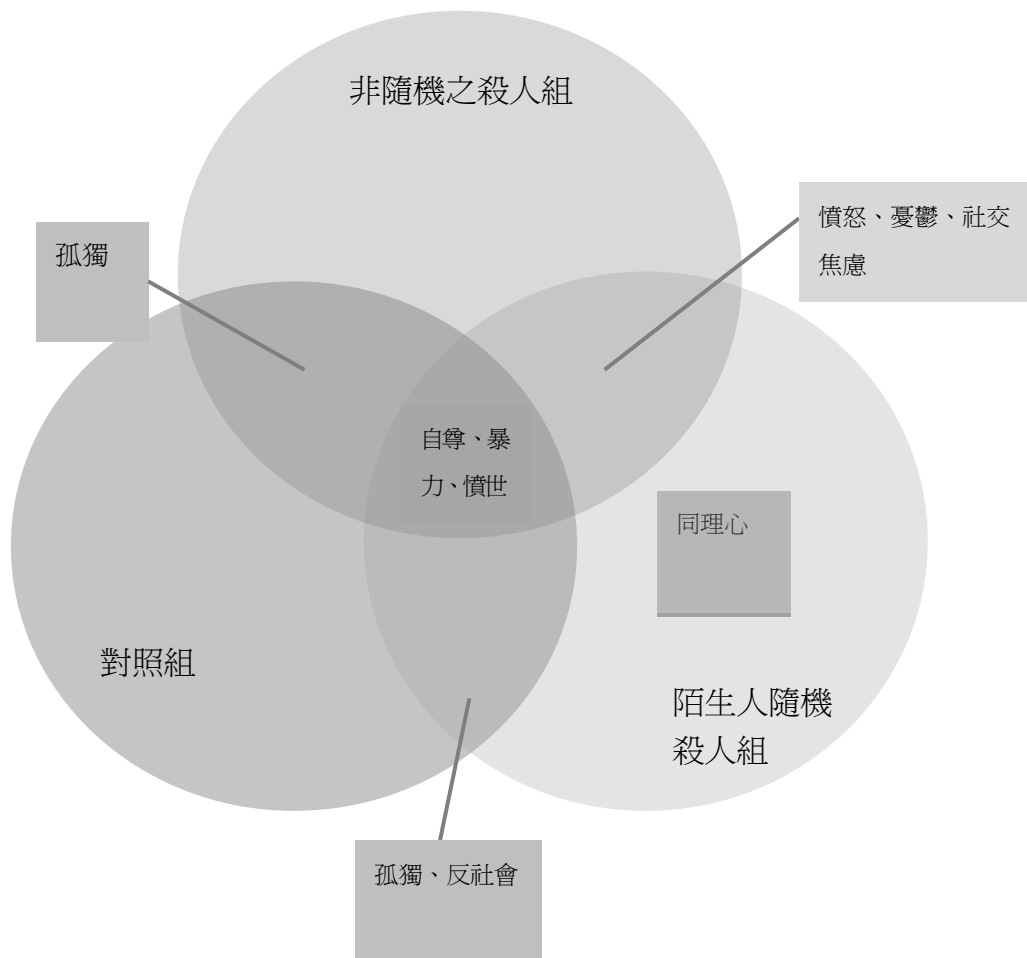 非隨機之殺人組
憤怒、憂鬱、社交
焦慮
孤獨
自尊、暴
力、憤世
同理心
對照組
陌生人隨機
殺人組
孤獨、反社會